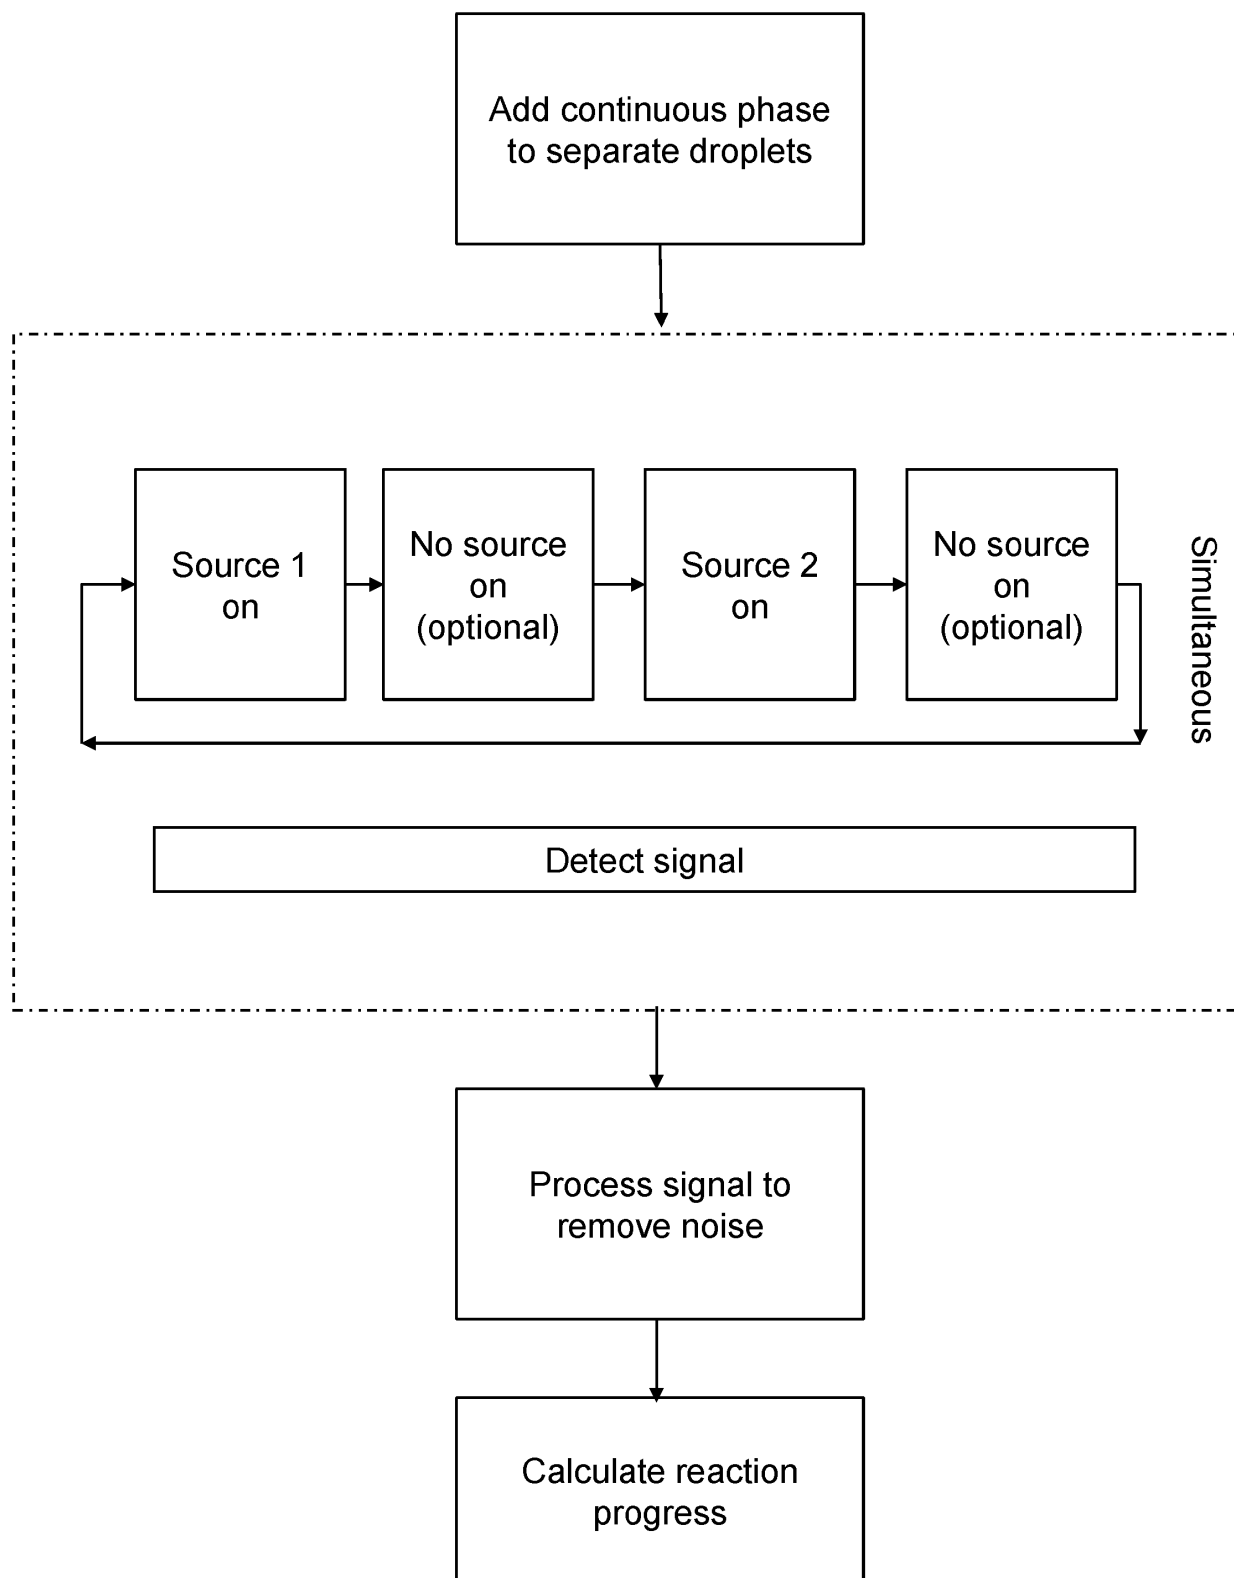 Add continuous phase
to separate droplets
Source 1
on
No source
on
(optional)
Source 2
on
No source
on
(optional)
Simultaneous
Detect signal
Process signal to
remove noise
Calculate reaction
progress